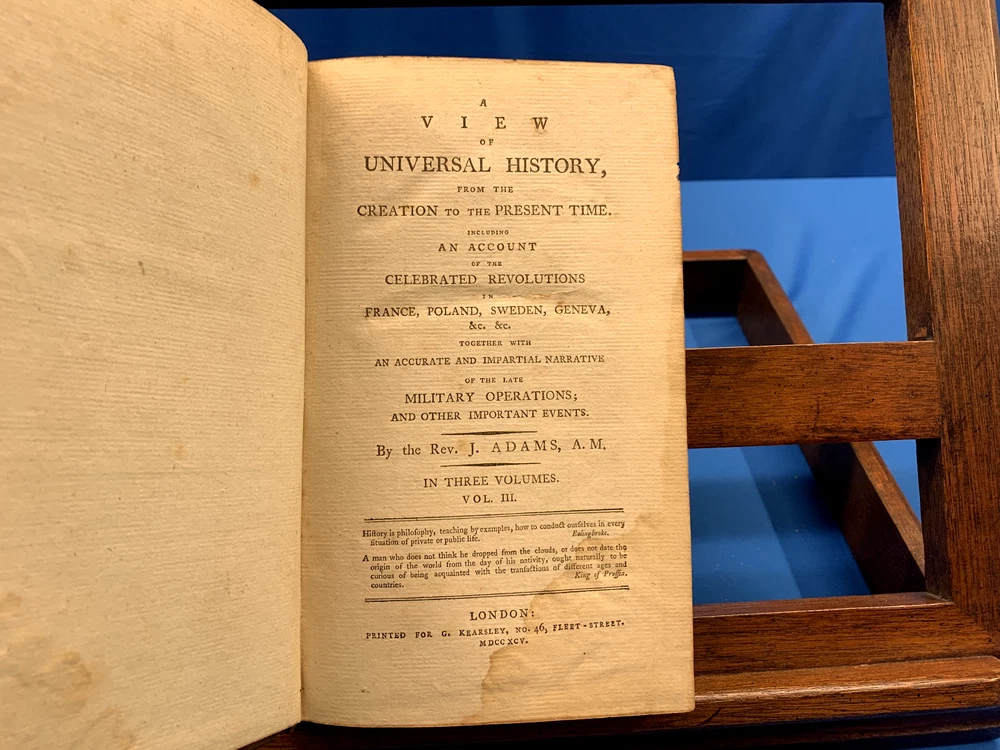 A
VIEW
OF
UNIVERSAL HISTORY,
FROM THE
CREATION TO THE PRESENT TIME.
INCLUDING
AN ACCOUNT
OF THE
CELEBRATED REVOLUTIONS
IN
FRANCE, POLAND, SWEDEN, GENEVA,
&c. &c.
TOGETHER WITH
AN ACCURATE AND IMPARTIAL NARRATIVE
OF THE LATE
MILITARY OPERATIONS;
AND OTHER IMPORTANT EVENTS.
By the Rev. J. ADAMS, A. M.
IN THREE VOLUMES.
VOL. III.
Hiſtory is philoſophy, teaching by examples, how to conduct ourſelves in every
ſituation of private or public life. Bolingbroke.
A man who does not think he dropped from the clouds, or does not date the
origin of the world from the day of his nativity, ought naturally to be
curious of being acquainted with the tranſactions of different ages and
countries. King of Pruſſia.
LONDON:
PRINTED FOR G. KEARSLEY, NO. 46, FLEET-STREET.
MDCCXCV.